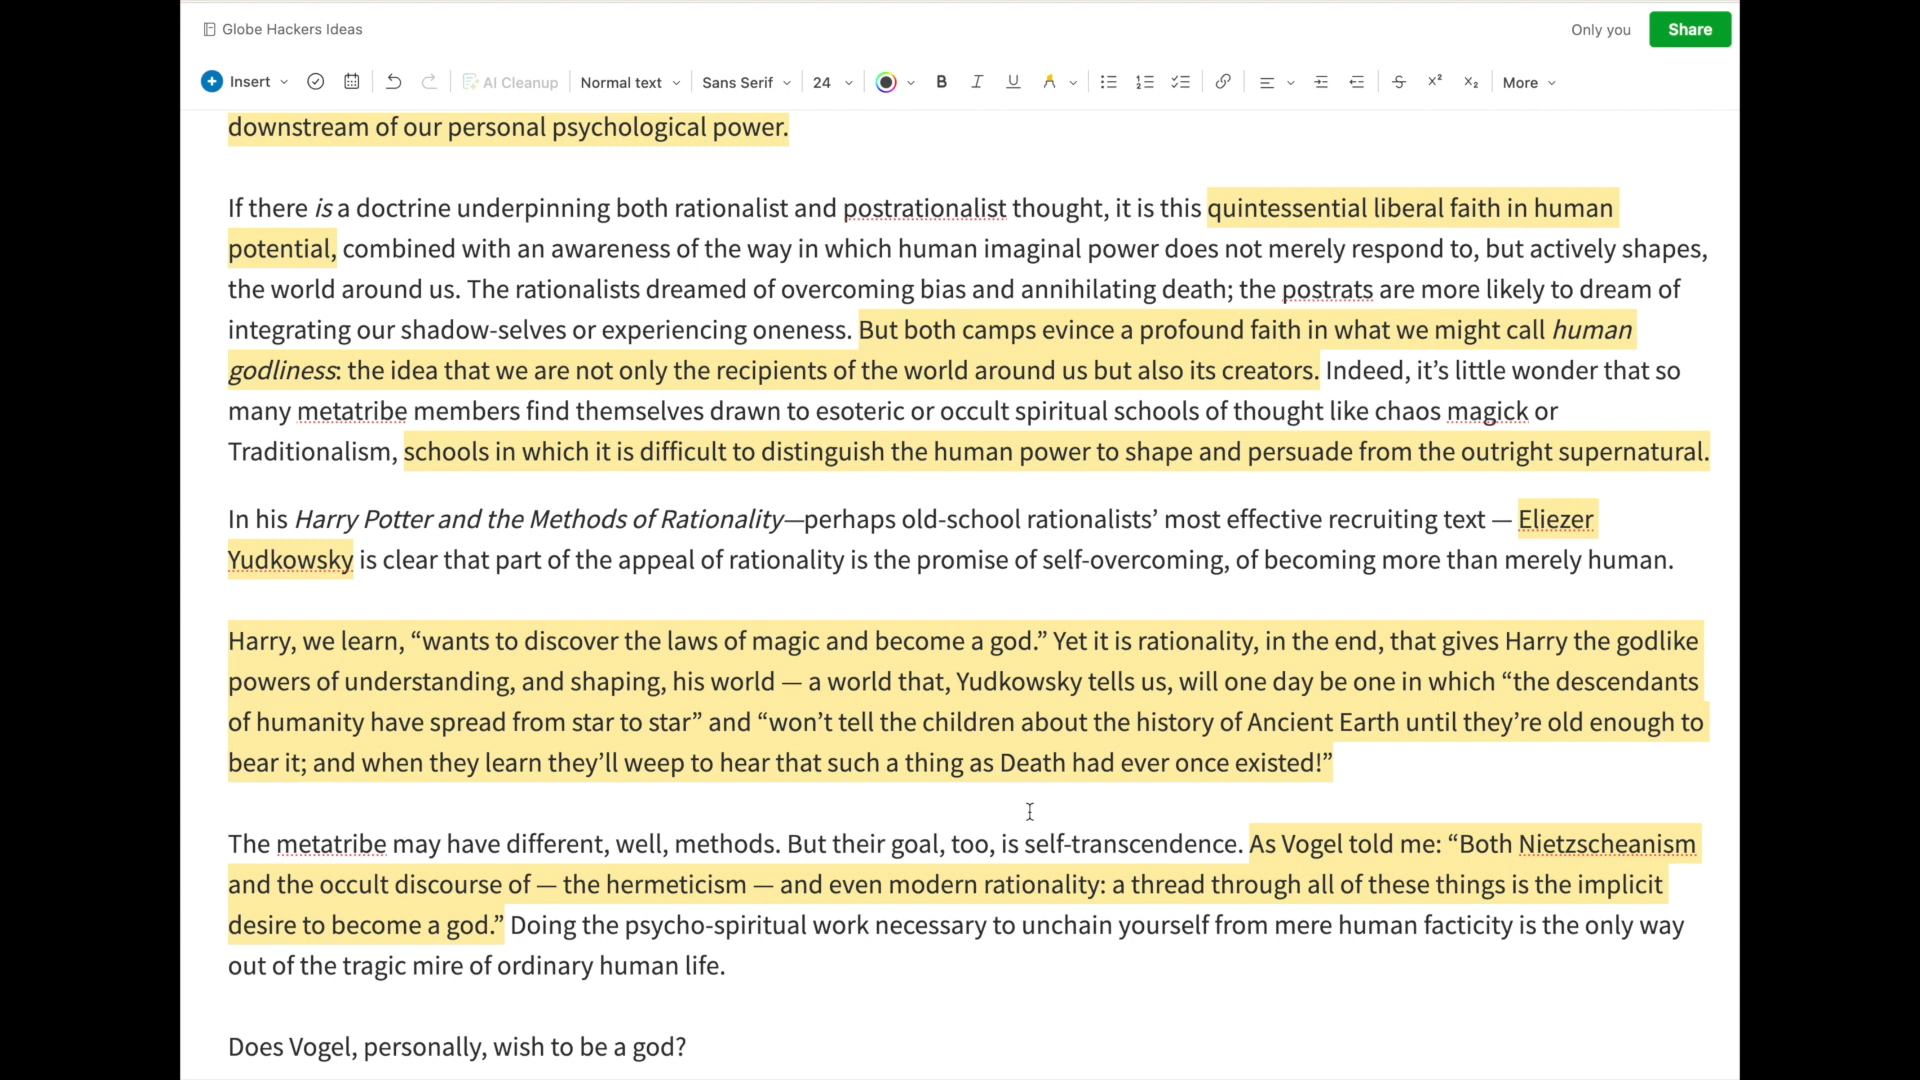 Globe Hackers Ideas
Only you
Share
Insert
AI Cleanup
Normal text
Sans Serif
24
B
I
U
A
More
downstream of our personal psychological power.
If there is a doctrine underpinning both rationalist and postrationalist thought, it is this quintessential liberal faith in human
potential, combined with an awareness of the way in which human imaginal power does not merely respond to, but actively shapes,
the world around us. The rationalists dreamed of overcoming bias and annihilating death; the postrats are more likely to dream of
integrating our shadow-selves or experiencing oneness. But both camps evince a profound faith in what we might call human
godliness: the idea that we are not only the recipients of the world around us but also its creators. Indeed, it’s little wonder that so
many metatribe members find themselves drawn to esoteric or occult spiritual schools of thought like chaos magick or
Traditionalism, schools in which it is difficult to distinguish the human power to shape and persuade from the outright supernatural.
In his Harry Potter and the Methods of Rationality—perhaps old-school rationalists’ most effective recruiting text — Eliezer
Yudkowsky is clear that part of the appeal of rationality is the promise of self-overcoming, of becoming more than merely human.
Harry, we learn, “wants to discover the laws of magic and become a god.” Yet it is rationality, in the end, that gives Harry the godlike
powers of understanding, and shaping, his world — a world that, Yudkowsky tells us, will one day be one in which “the descendants
of humanity have spread from star to star” and “won’t tell the children about the history of Ancient Earth until they’re old enough to
bear it; and when they learn they’ll weep to hear that such a thing as Death had ever once existed!”
The metatribe may have different, well, methods. But their goal, too, is self-transcendence. As Vogel told me: “Both Nietzscheanism
and the occult discourse of — the hermeticism — and even modern rationality: a thread through all of these things is the implicit
desire to become a god.” Doing the psycho-spiritual work necessary to unchain yourself from mere human facticity is the only way
out of the tragic mire of ordinary human life.
Does Vogel, personally, wish to be a god?